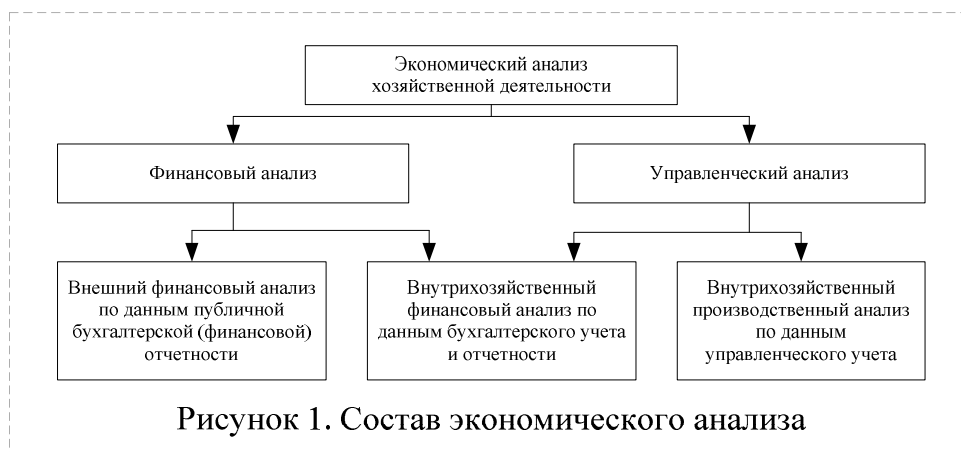 Экономический анализ
хозяйственной деятельности
Финансовый анализ
Управленческий анализ
Внешний финансовый анализ
по данным публичной
бухгалтерской (финансовой)
отчетности
Внутрихозяйственный
финансовый анализ по
данным бухгалтерского учета
и отчетности
Внутрихозяйственный
производственный анализ
по данным
управленческого учета
Рисунок 1. Состав экономического анализа